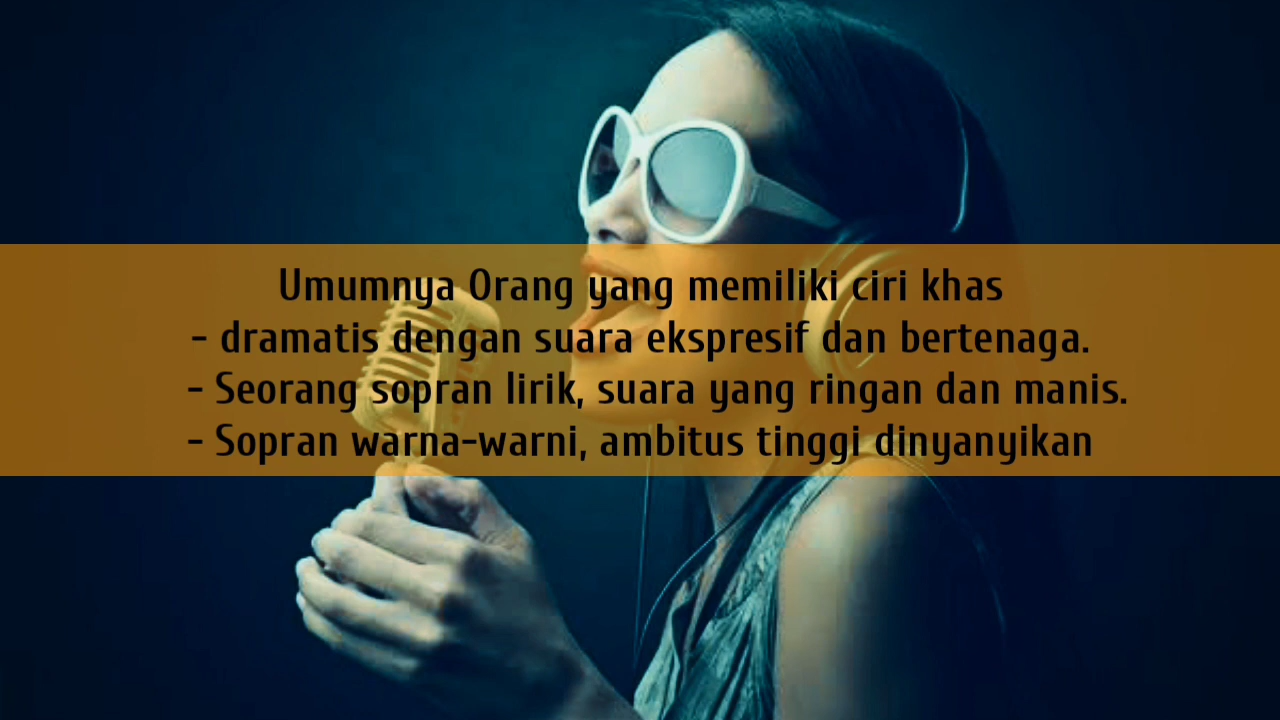 Umumnya Orang yang memiliki ciri khas
- dramatis dengan suara ekspresif dan bertenaga.
- Seorang sopran lirik, suara yang ringan dan manis.
- Sopran warna-warni, ambitus tinggi dinyanyikan